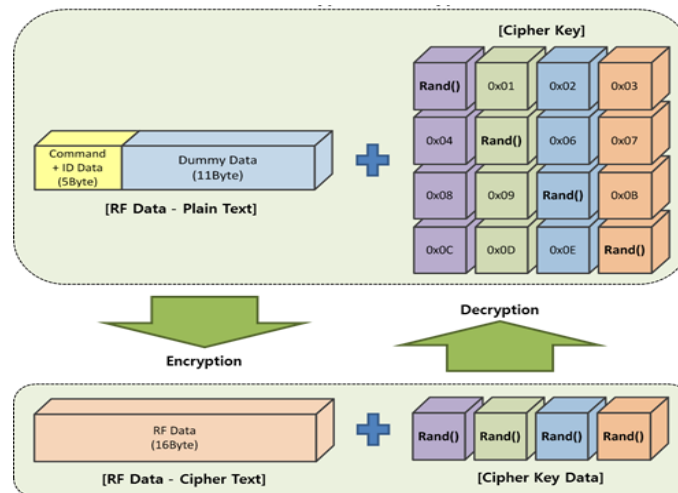 [Cipher Key]
Rand() 0x01 0x02 0x03
0x04 Rand() 0x06 0x07
0x08 0x09 Rand() 0x0B
0x0C 0x0D 0x0E Rand()
Command
+ ID Data
(5Byte)
Dummy Data
(11Byte)
[RF Data - Plain Text]
Encryption
Decryption
RF Data
(16Byte)
Rand() Rand() Rand() Rand()
[RF Data - Cipher Text]
[Cipher Key Data]